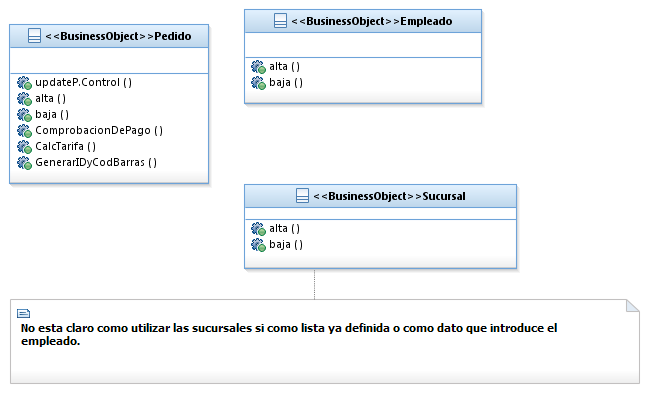 <<BusinessObject>>Pedido
updateP.Control ( )
alta ( )
baja ( )
ComprobacionDePago ( )
CalcTarifa ( )
GenerarIDyCodBarras ( )
<<BusinessObject>>Empleado
alta ( )
baja ( )
<<BusinessObject>>Sucursal
alta ( )
baja ( )
No esta claro como utilizar las sucursales si como lista ya definida o como dato que introduce el
empleado.